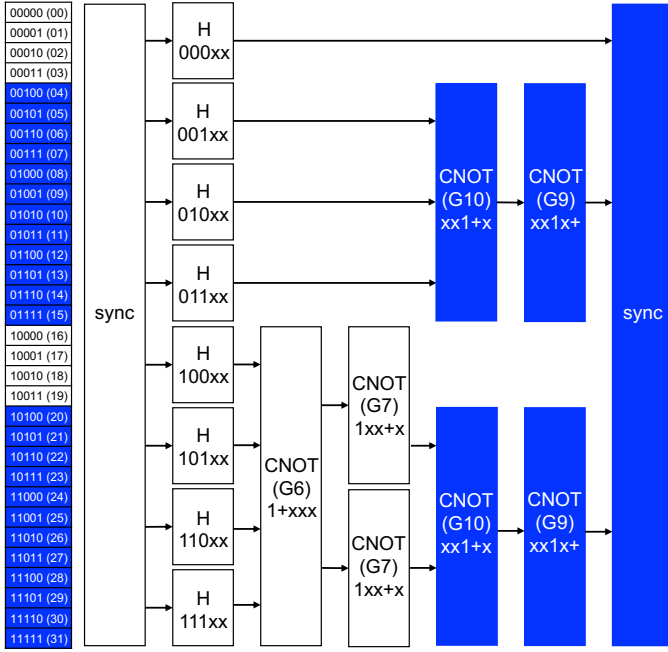 00000 (00)
00001 (01)
00010 (02)
00011 (03)
00100 (04)
00101 (05)
00110 (06)
00111 (07)
01000 (08)
01001 (09)
01010 (10)
01011 (11)
01100 (12)
01101 (13)
01110 (14)
01111 (15)
10000 (16)
10001 (17)
10010 (18)
10011 (19)
10100 (20)
10101 (21)
10110 (22)
10111 (23)
11000 (24)
11001 (25)
11010 (26)
11011 (27)
11100 (28)
11101 (29)
11110 (30)
11111 (31)
sync
H
000xx
H
001xx
H
010xx
H
011xx
H
100xx
H
101xx
H
110xx
H
111xx
CNOT
(G6)
1+xxx
CNOT
(G7)
1xx+x
CNOT
(G7)
1xx+x
CNOT
(G10)
xx1+x
CNOT
(G9)
xx1x+
CNOT
(G10)
xx1+x
CNOT
(G9)
xx1x+
sync